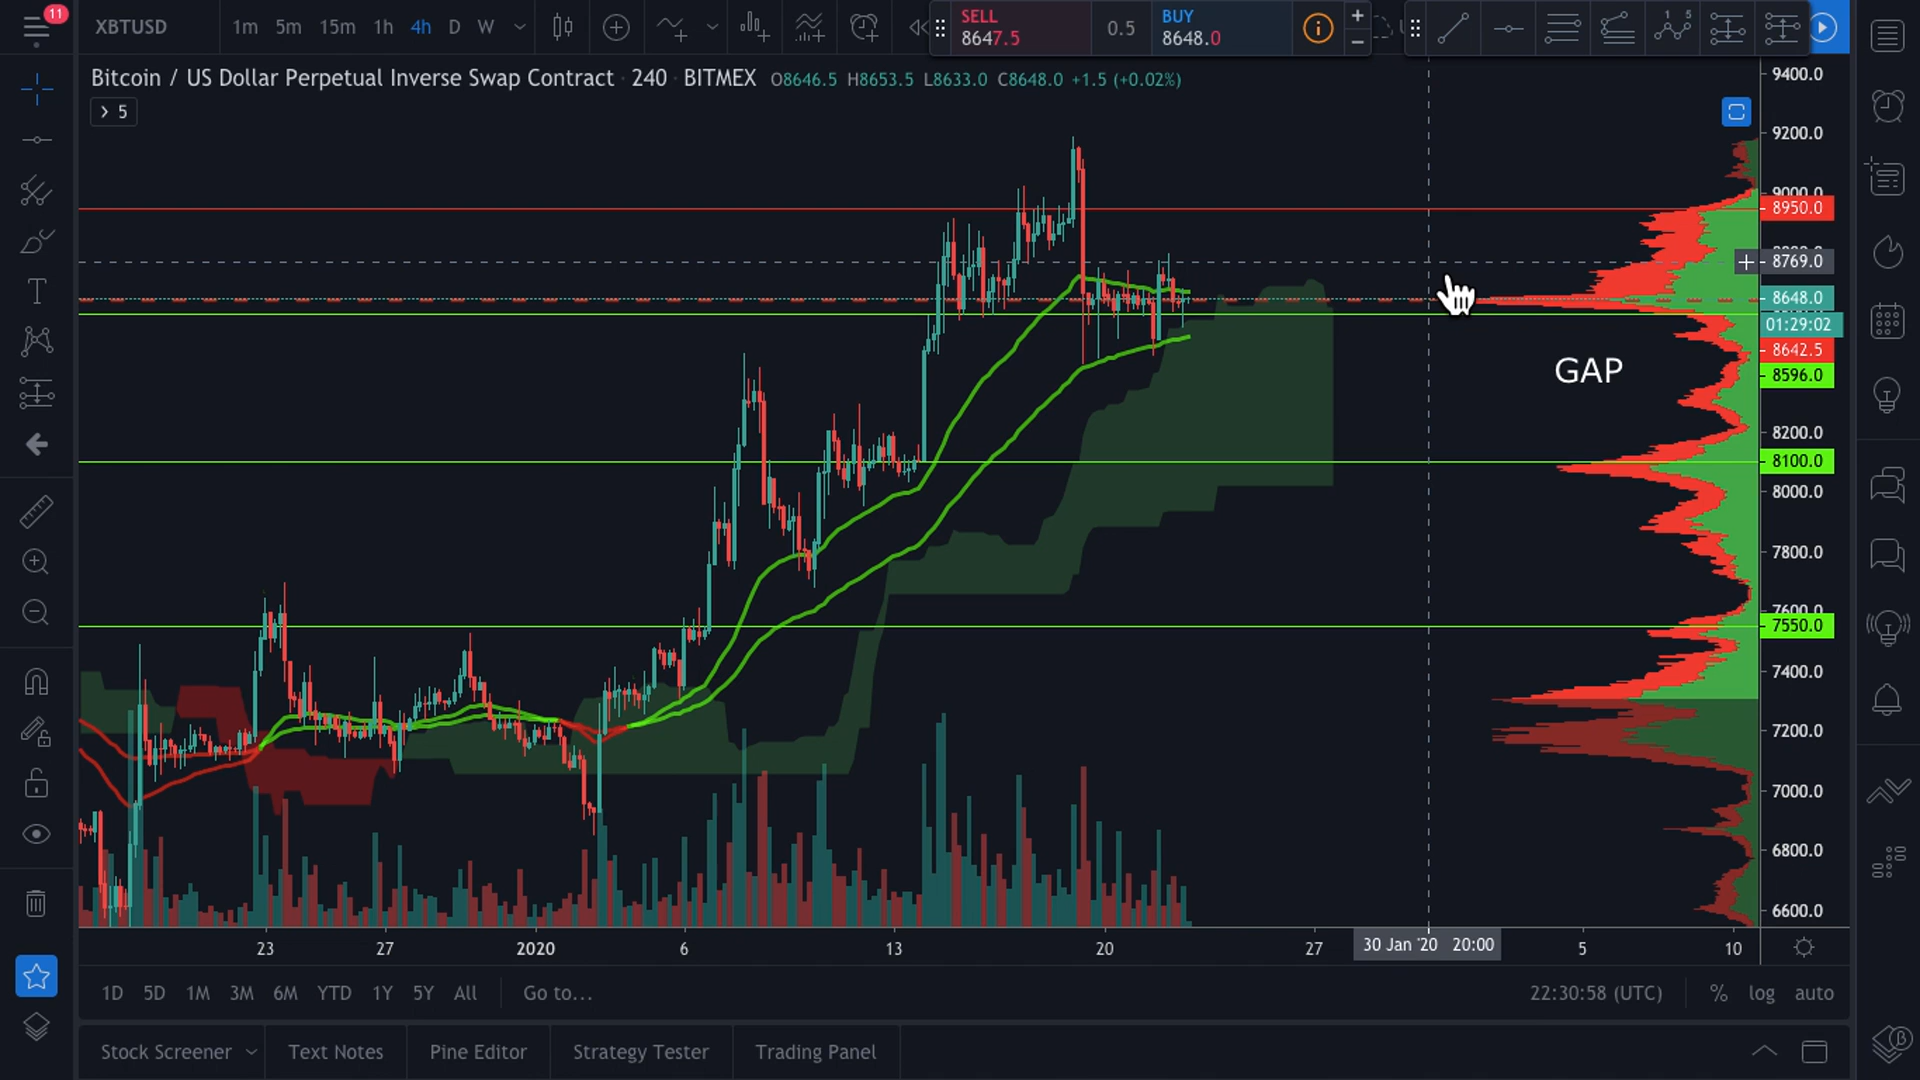 11
XBTUSD
1m 5m 15m 1h 4h D W
SELL
8647.5
0.5
BUY
8648.0
Bitcoin / US Dollar Perpetual Inverse Swap Contract · 240 · BITMEX O8646.5 H8653.5 L8633.0 C8648.0 +1.5 (+0.02%)
5
9400.0
9200.0
9000.0
8950.0
8769.0
8648.0
01:29:02
8642.5
8596.0
GAP
8200.0
8100.0
8000.0
7800.0
7600.0
7550.0
7400.0
7200.0
7000.0
6800.0
6600.0
23 27 2020 6 13 20 27 30 Jan '20 20:00 5 10
1D 5D 1M 3M 6M YTD 1Y 5Y All Go to... 22:30:58 (UTC) % log auto
Stock Screener Text Notes Pine Editor Strategy Tester Trading Panel